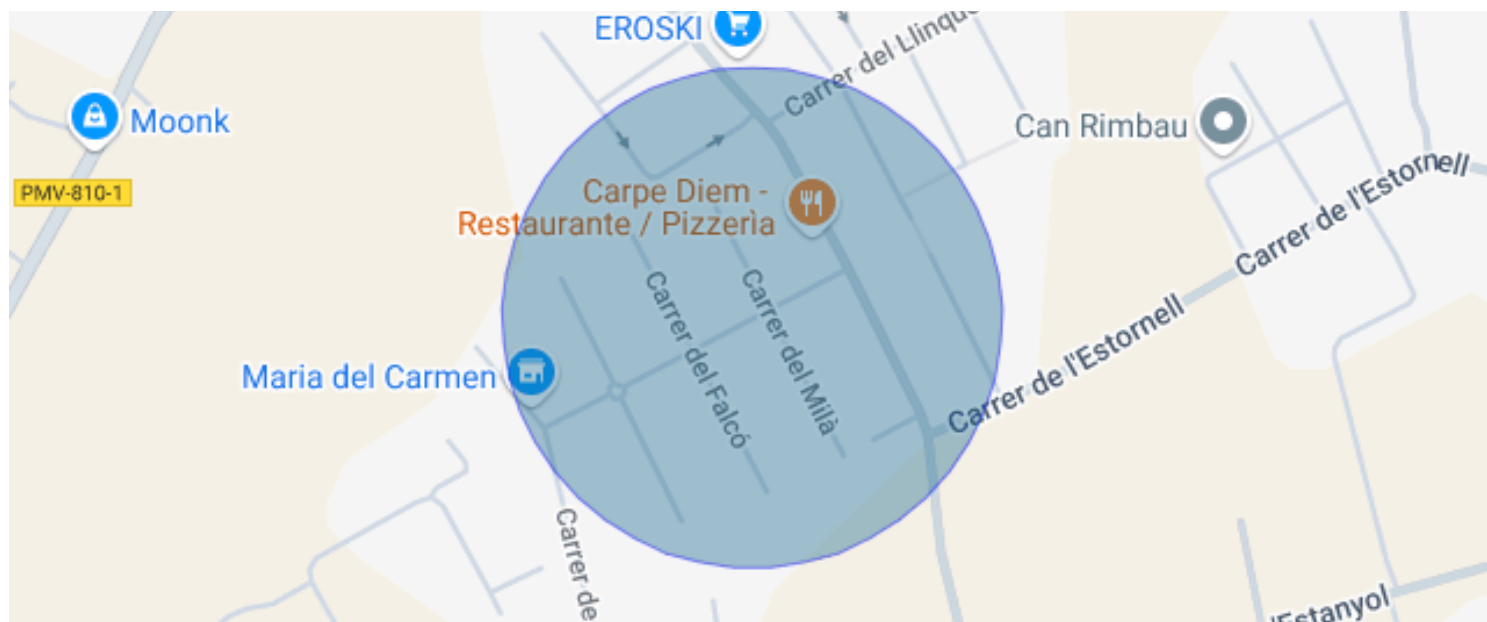 EROSKI
Carrer del Llinqu
Moonk
Can Rimbau
PMV-810-1
Carpe Diem -
Restaurante / Pizzerìa
Carrer de l'Estornell
Carrer del Falcó
Carrer del Milà
Maria del Carmen
Carrer de l'Estornell
Carrer de
l'Estanyol